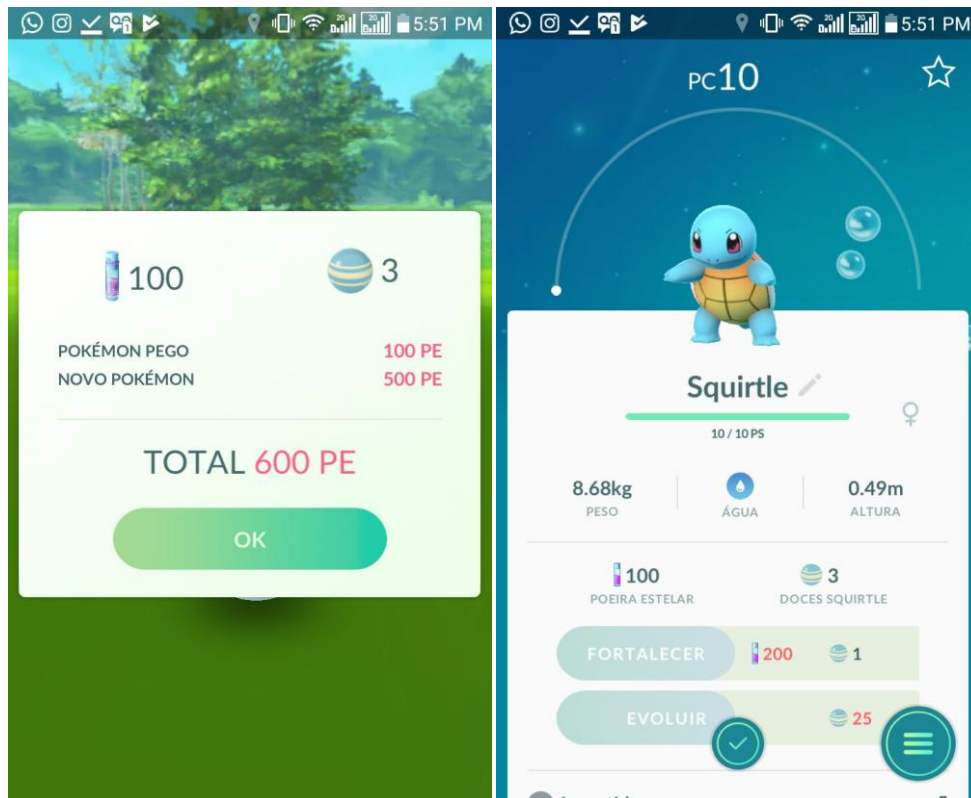 5:51 PM
100
3
POKÉMON PEGO 100 PE
NOVO POKÉMON 500 PE
TOTAL 600 PE
OK
5:51 PM
PC10
Squirtle
10 / 10 PS
8.68kg
PESO
ÁGUA
0.49m
ALTURA
100
POEIRA ESTELAR
3
DOCES SQUIRTLE
FORTALECER 200 1
EVOLUIR 25